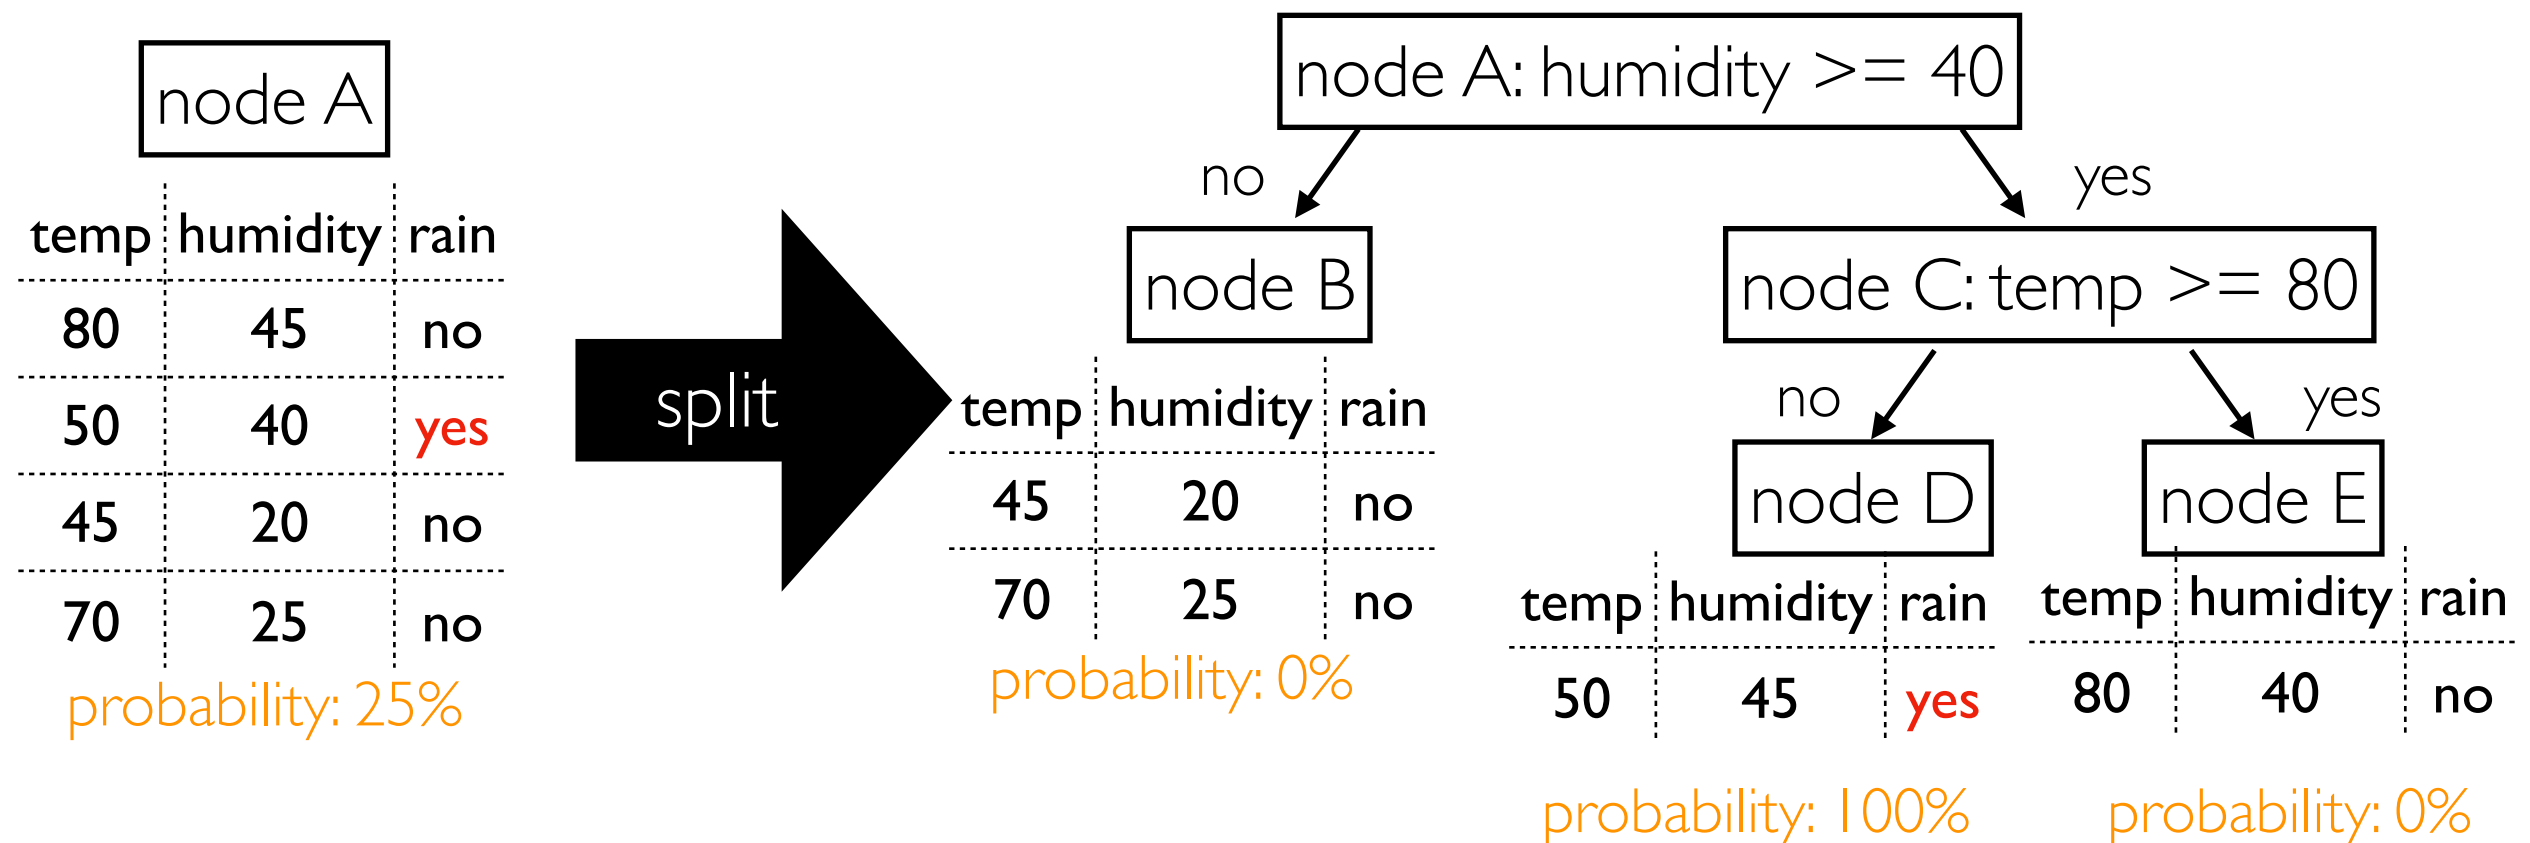 node A
temp humidity rain
80 45 no
50 40 yes
45 20 no
70 25 no
probability: 25%
split
node A: humidity >= 40
no
yes
node B
temp humidity rain
45 20 no
70 25 no
probability: 0%
node C: temp >= 80
no
yes
node D
temp humidity rain
50 45 yes
probability: 100%
node E
temp humidity rain
80 40 no
probability: 0%